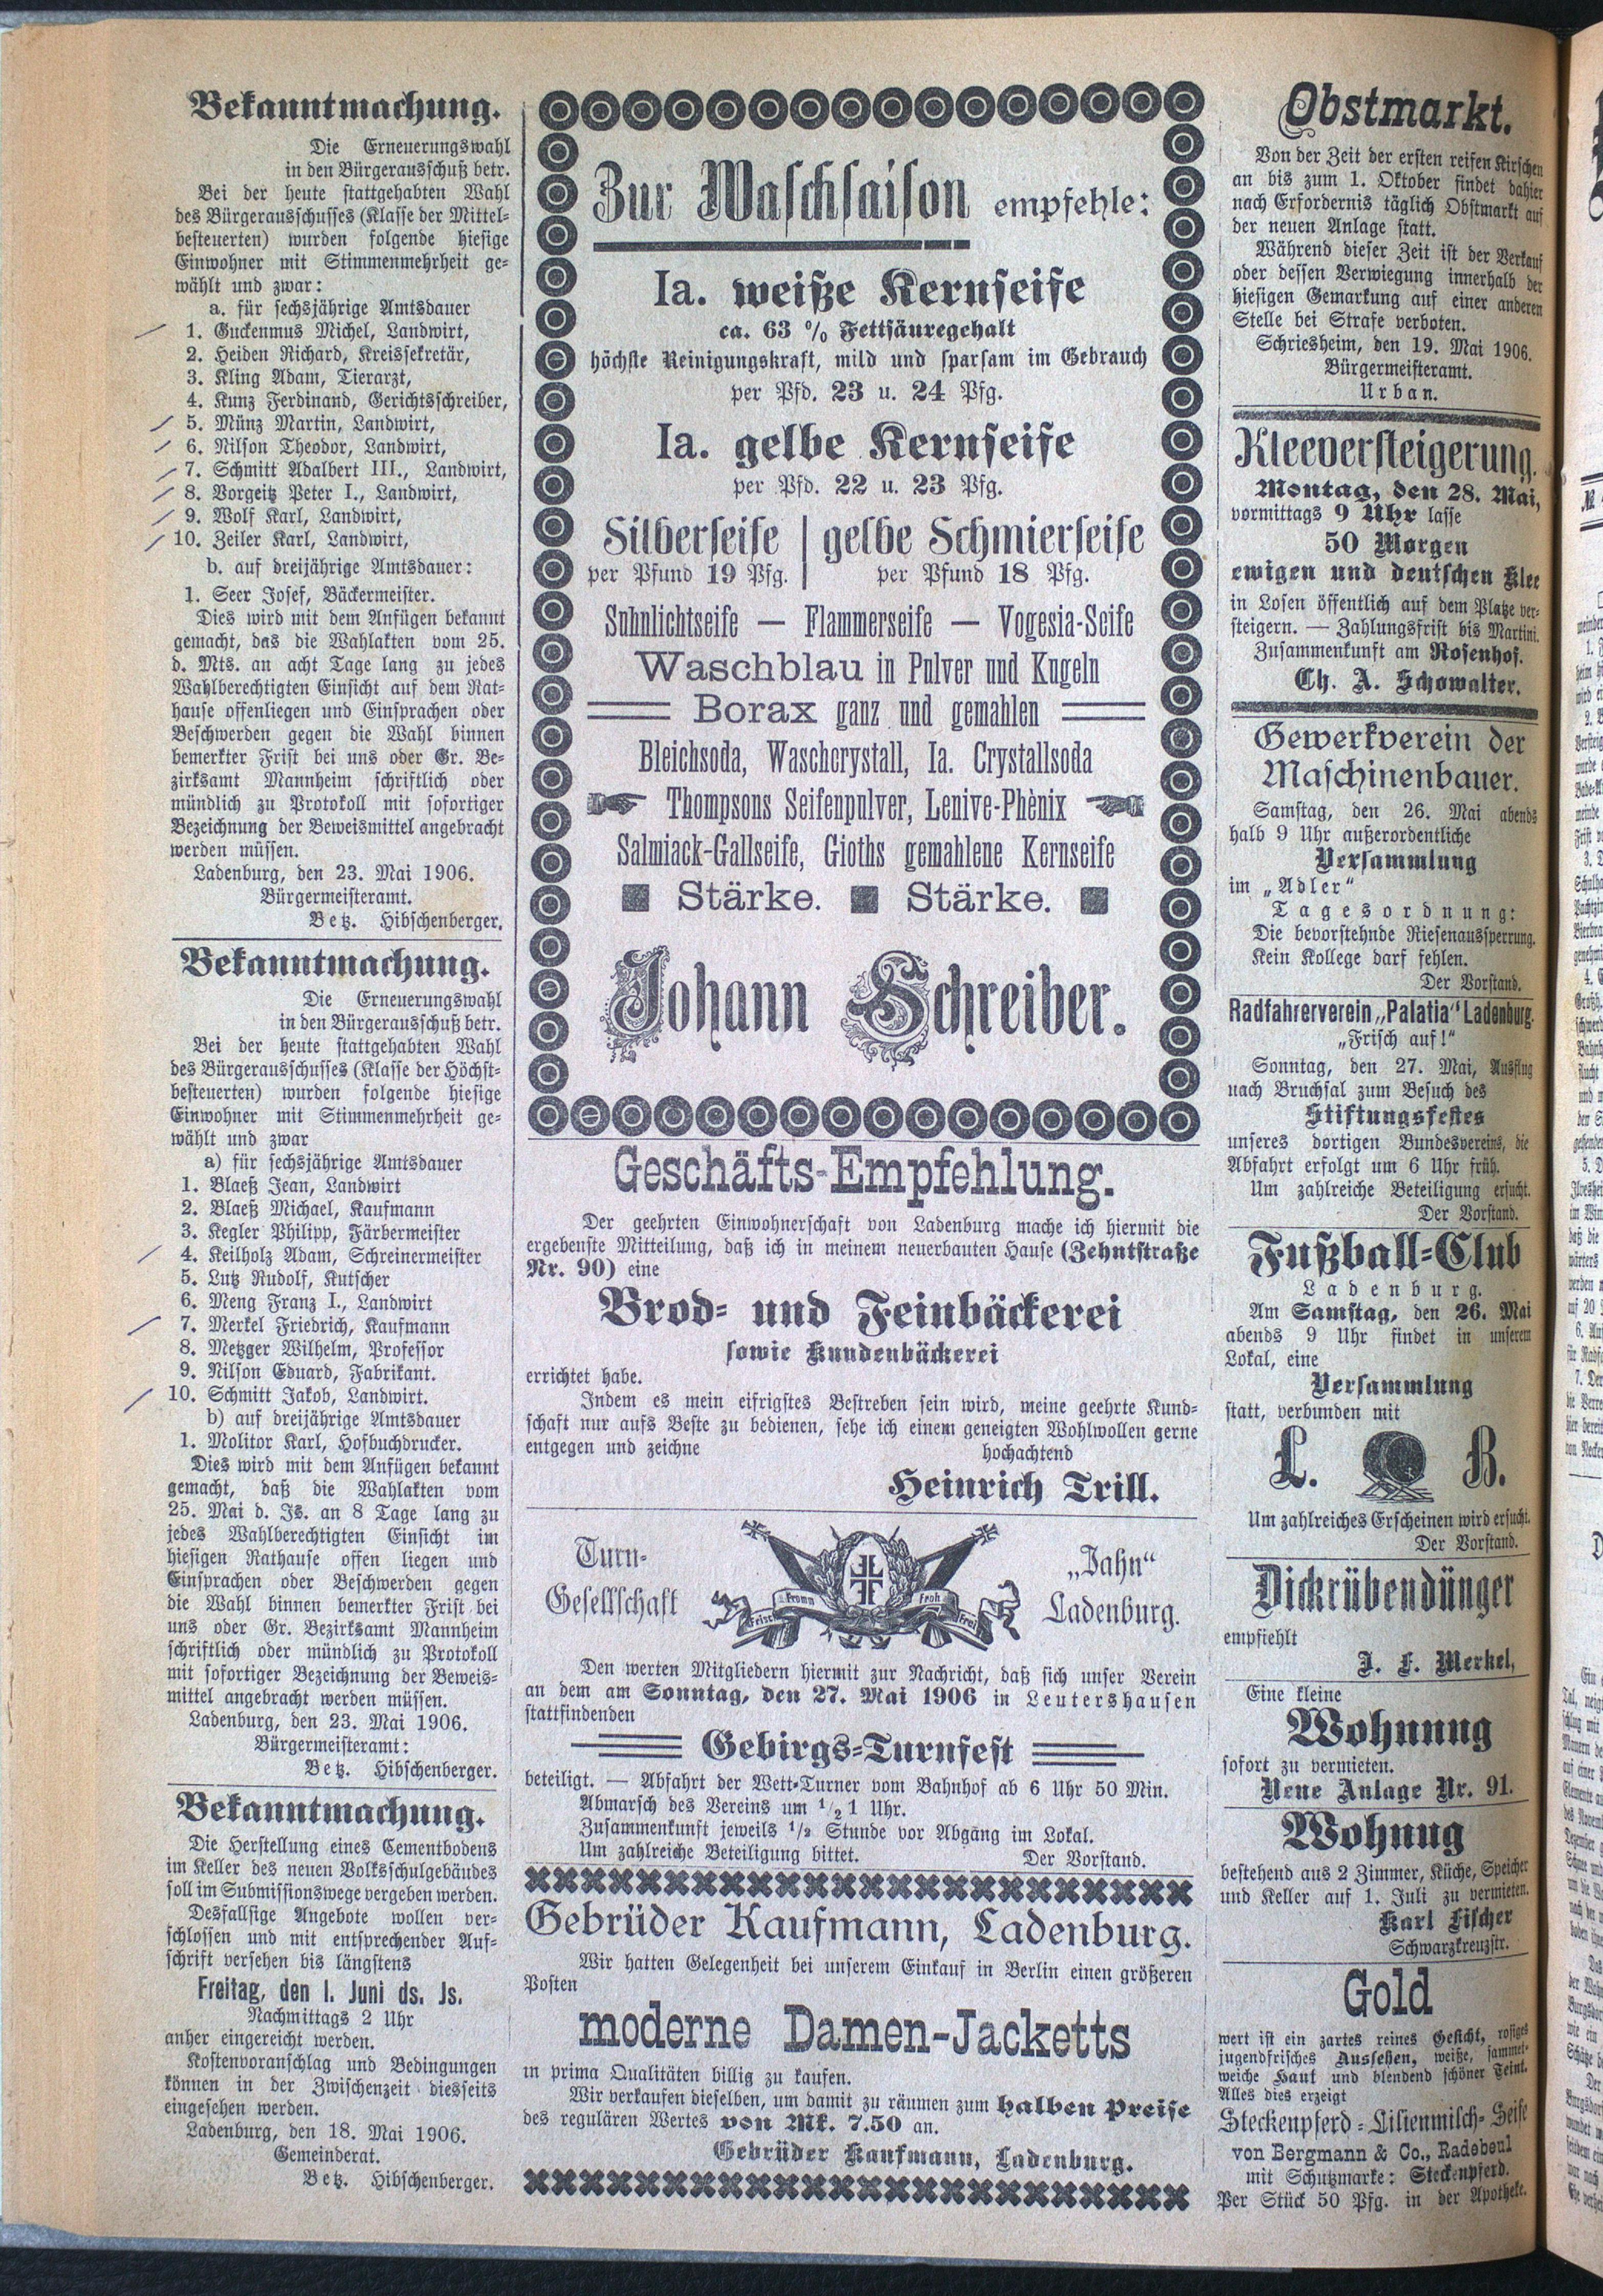 Bekanntmachung.
Die Erneuerungswahl
in den Bürgerausschuß betr.
Bei der heute stattgehabten Wahl
des Bürgerausschusses (Klasse der Mittel-
besteuerten) wurden folgende hiesige
Einwohner mit Stimmenmehrheit ge-
wählt und zwar:
a. für sechsjährige Amtsdauer
1. Guckenmus Michel, Landwirt,
2. Heiden Richard, Kreissekretär,
3. Kling Adam, Tierarzt,
4. Kunz Ferdinand, Gerichtsschreiber,
5. Münz Martin, Landwirt,
6. Nilson Theodor, Landwirt,
7. Schmitt Adalbert III., Landwirt,
8. Vorgeitz Peter I., Landwirt,
9. Wolf Karl, Landwirt,
10. Zeiler Karl, Landwirt,
b. auf dreijährige Amtsdauer:
1. Seer Josef, Bäckermeister.
Dies wird mit dem Anfügen bekannt
gemacht, das die Wahlakten vom 25.
d. Mts. an acht Tage lang zu jedes
Wahlberechtigten Einsicht auf dem Rat-
hause offenliegen und Einsprachen oder
Beschwerden gegen die Wahl binnen
bemerkter Frist bei uns oder Gr. Be-
zirksamt Mannheim schriftlich oder
mündlich zu Protokoll mit sofortiger
Bezeichnung der Beweismittel angebracht
werden müssen.
Ladenburg, den 23. Mai 1906.
Bürgermeisteramt.
Betz. Hibschenberger.
Bekanntmachung.
Die Erneuerungswahl
in den Bürgerausschuß betr.
Bei der heute stattgehabten Wahl
des Bürgerausschusses (Klasse der Höchst-
besteuerten) wurden folgende hiesige
Einwohner mit Stimmenmehrheit ge-
wählt und zwar
a) für sechsjährige Amtsdauer
1. Blaeß Jean, Landwirt
2. Blaeß Michael, Kaufmann
3. Kegler Philipp, Färbermeister
4. Keilholz Adam, Schreinermeister
5. Lutz Rudolf, Kutscher
6. Meng Franz I., Landwirt
7. Merkel Friedrich, Kaufmann
8. Metzger Wilhelm, Professor
9. Nilson Eduard, Fabrikant.
10. Schmitt Jakob, Landwirt.
b) auf dreijährige Amtsdauer
1. Molitor Karl, Hofbuchdrucker.
Dies wird mit dem Anfügen bekannt
gemacht, daß die Wahlakten vom
25. Mai d. Js. an 8 Tage lang zu
jedes Wahlberechtigten Einsicht im
hiesigen Rathause offen liegen und
Einsprachen oder Beschwerden gegen
die Wahl binnen bemerkter Frist bei
uns oder Gr. Bezirksamt Mannheim
schriftlich oder mündlich zu Protokoll
mit sofortiger Bezeichnung der Beweis-
mittel angebracht werden müssen.
Ladenburg, den 23. Mai 1906.
Bürgermeisteramt:
Betz. Hibschenberger.
Bekanntmachung.
Die Herstellung eines Cementbodens
im Keller des neuen Volksschulgebäudes
soll im Submissionswege vergeben werden.
Desfallsige Angebote wollen ver-
schlossen und mit entsprechender Auf-
schrift versehen bis längstens
Freitag, den 1. Juni ds. Js.
Nachmittags 2 Uhr
anher eingereicht werden.
Kostenvoranschlag und Bedingungen
können in der Zwischenzeit diesseits
eingesehen werden.
Ladenburg, den 18. Mai 1906.
Gemeinderat.
Betz. Hibschenberger.
Zur Waschsaison empfehle:
Ia. weiße Kernseife
ca. 63 % Fettsäuregehalt
höchste Reinigungskraft, mild und sparsam im Gebrauch
per Pfd. 23 u. 24 Pfg.
Ia. gelbe Kernseife
per Pfd. 22 u. 23 Pfg.
Silberseife | gelbe Schmierseife
per Pfund 19 Pfg. | per Pfund 18 Pfg.
Suhnlichtseife — Flammerseife — Vogesia-Seife
Waschblau in Pulver und Kugeln
Borax ganz und gemahlen
Bleichsoda, Waschcrystall, Ia. Crystallsoda
Thompsons Seifenpulver, Lenive-Phènix
Salmiack-Gallseife, Gioths gemahlene Kernseife
Stärke. Stärke.
Johann Schreiber.
Geschäfts-Empfehlung.
Der geehrten Einwohnerschaft von Ladenburg mache ich hiermit die
ergebenste Mitteilung, daß ich in meinem neuerbauten Hause (Zehntstraße
Nr. 90) eine
Brod- und Feinbäckerei
sowie Kundenbäckerei
errichtet habe.
Indem es mein eifrigstes Bestreben sein wird, meine geehrte Kund-
schaft nur aufs Beste zu bedienen, sehe ich einem geneigten Wohlwollen gerne
entgegen und zeichne hochachtend
Heinrich Trill.
Turn- „Jahn“
Gesellschaft Ladenburg.
Frisch Fromm Froh Frei
Den werten Mitgliedern hiermit zur Nachricht, daß sich unser Verein
an dem am Sonntag, den 27. Mai 1906 in Leutershausen
stattfindenden
Gebirgs-Turnfest
beteiligt. — Abfahrt der Wett-Turner vom Bahnhof ab 6 Uhr 50 Min.
Abmarsch des Vereins um 1/2 1 Uhr.
Zusammenkunft jeweils 1/2 Stunde vor Abgang im Lokal.
Um zahlreiche Beteiligung bittet. Der Vorstand.
Gebrüder Kaufmann, Ladenburg.
Wir hatten Gelegenheit bei unserem Einkauf in Berlin einen größeren
Posten
moderne Damen-Jacketts
in prima Qualitäten billig zu kaufen.
Wir verkaufen dieselben, um damit zu räumen zum halben Preise
des regulären Wertes von Mk. 7.50 an.
Gebrüder Kaufmann, Ladenburg.
Obstmarkt.
Von der Zeit der ersten reifen Kirschen
an bis zum 1. Oktober findet dahier
nach Erfordernis täglich Obstmarkt auf
der neuen Anlage statt.
Während dieser Zeit ist der Verkauf
oder dessen Verwiegung innerhalb der
hiesigen Gemarkung auf einer anderen
Stelle bei Strafe verboten.
Schriesheim, den 19. Mai 1906.
Bürgermeisteramt.
Urban.
Kleeversteigerung.
Montag, den 28. Mai,
vormittags 9 Uhr lasse
50 Morgen
ewigen und deutschen Klee
in Losen öffentlich auf dem Platze ver-
steigern. — Zahlungsfrist bis Martini.
Zusammenkunft am Rosenhof.
Ch. A. Schowalter.
Gewerkverein der
Maschinenbauer.
Samstag, den 26. Mai abends
halb 9 Uhr außerordentliche
Versammlung
im „Adler“
Tagesordnung:
Die bevorstehnde Riesenaussperrung.
Kein Kollege darf fehlen.
Der Vorstand.
Radfahrerverein „Palatia“ Ladenburg.
„Frisch auf!“
Sonntag, den 27. Mai, Ausflug
nach Bruchsal zum Besuch des
Stiftungsfestes
unseres dortigen Bundesvereins, die
Abfahrt erfolgt um 6 Uhr früh.
Um zahlreiche Beteiligung ersucht.
Der Vorstand.
Fußball-Club
Ladenburg.
Am Samstag, den 26. Mai
abends 9 Uhr findet in unserem
Lokal, eine
Versammlung
statt, verbunden mit
L. B.
Um zahlreiches Erscheinen wird ersucht.
Der Vorstand.
Dickrübendünger
empfiehlt
J. F. Merkel,
Eine kleine
Wohnung
sofort zu vermieten.
Neue Anlage Nr. 91.
Wohnug
bestehend aus 2 Zimmer, Küche, Speicher
und Keller auf 1. Juli zu vermieten.
Karl Fischer
Schwarzkreuzstr.
Gold
wert ist ein zartes reines Gesicht, rosiges
jugendfrisches Aussehen, weiße, sammet-
weiche Haut und blendend schöner Teint.
Alles dies erzeugt
Steckenpferd-Lilienmilch-Seife
von Bergmann & Co., Radebeul
mit Schutzmarke: Steckenpferd.
Per Stück 50 Pfg. in der Apotheke.